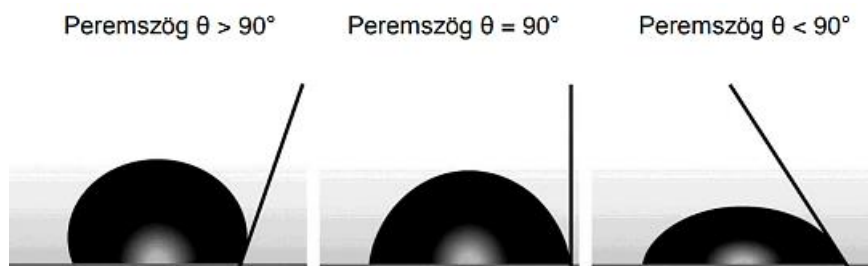 Peremszög θ > 90°
Peremszög θ = 90°
Peremszög θ < 90°